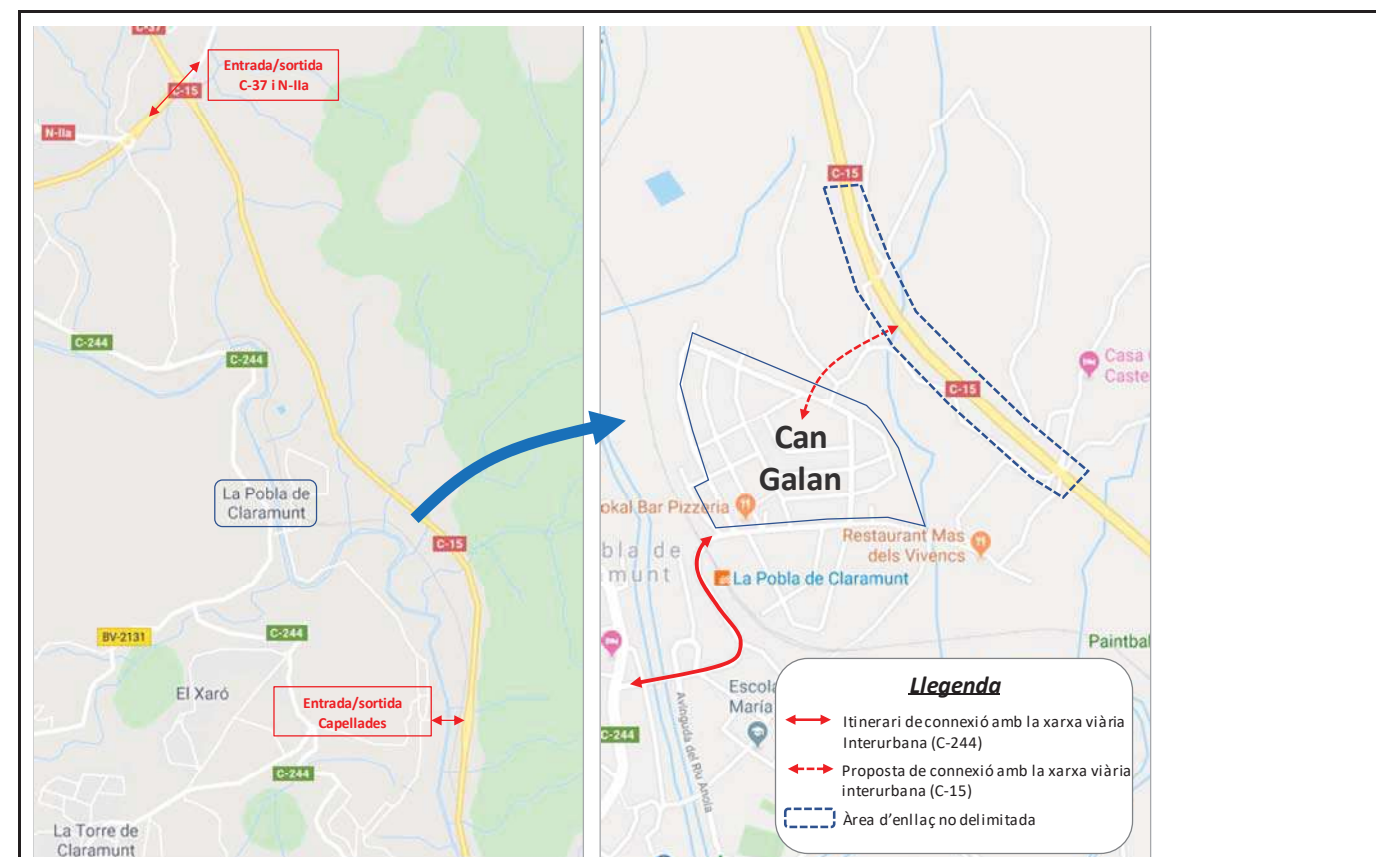 C-37
Entrada/sortida
C-37 i N-IIa
C-15
N-IIa
C-244
C-244
La Pobla de
Claramunt
C-15
BV-2131
C-244
El Xaró
Entrada/sortida
Capellades
C-244
La Torre de
Claramunt
C-15
Casa
Caste
C-15
Can
Galan
okal Bar Pizzeria
Restaurant Mas
dels Vivencs
bla de
munt
La Pobla de Claramunt
Paintbal
Escola
María
Avinguda del Riu Anoia
C-244
Llegenda
Itinerari de connexió amb la xarxa viària
Interurbana (C-244)
Proposta de connexió amb la xarxa viària
interurbana (C-15)
Àrea d'enllaç no delimitada